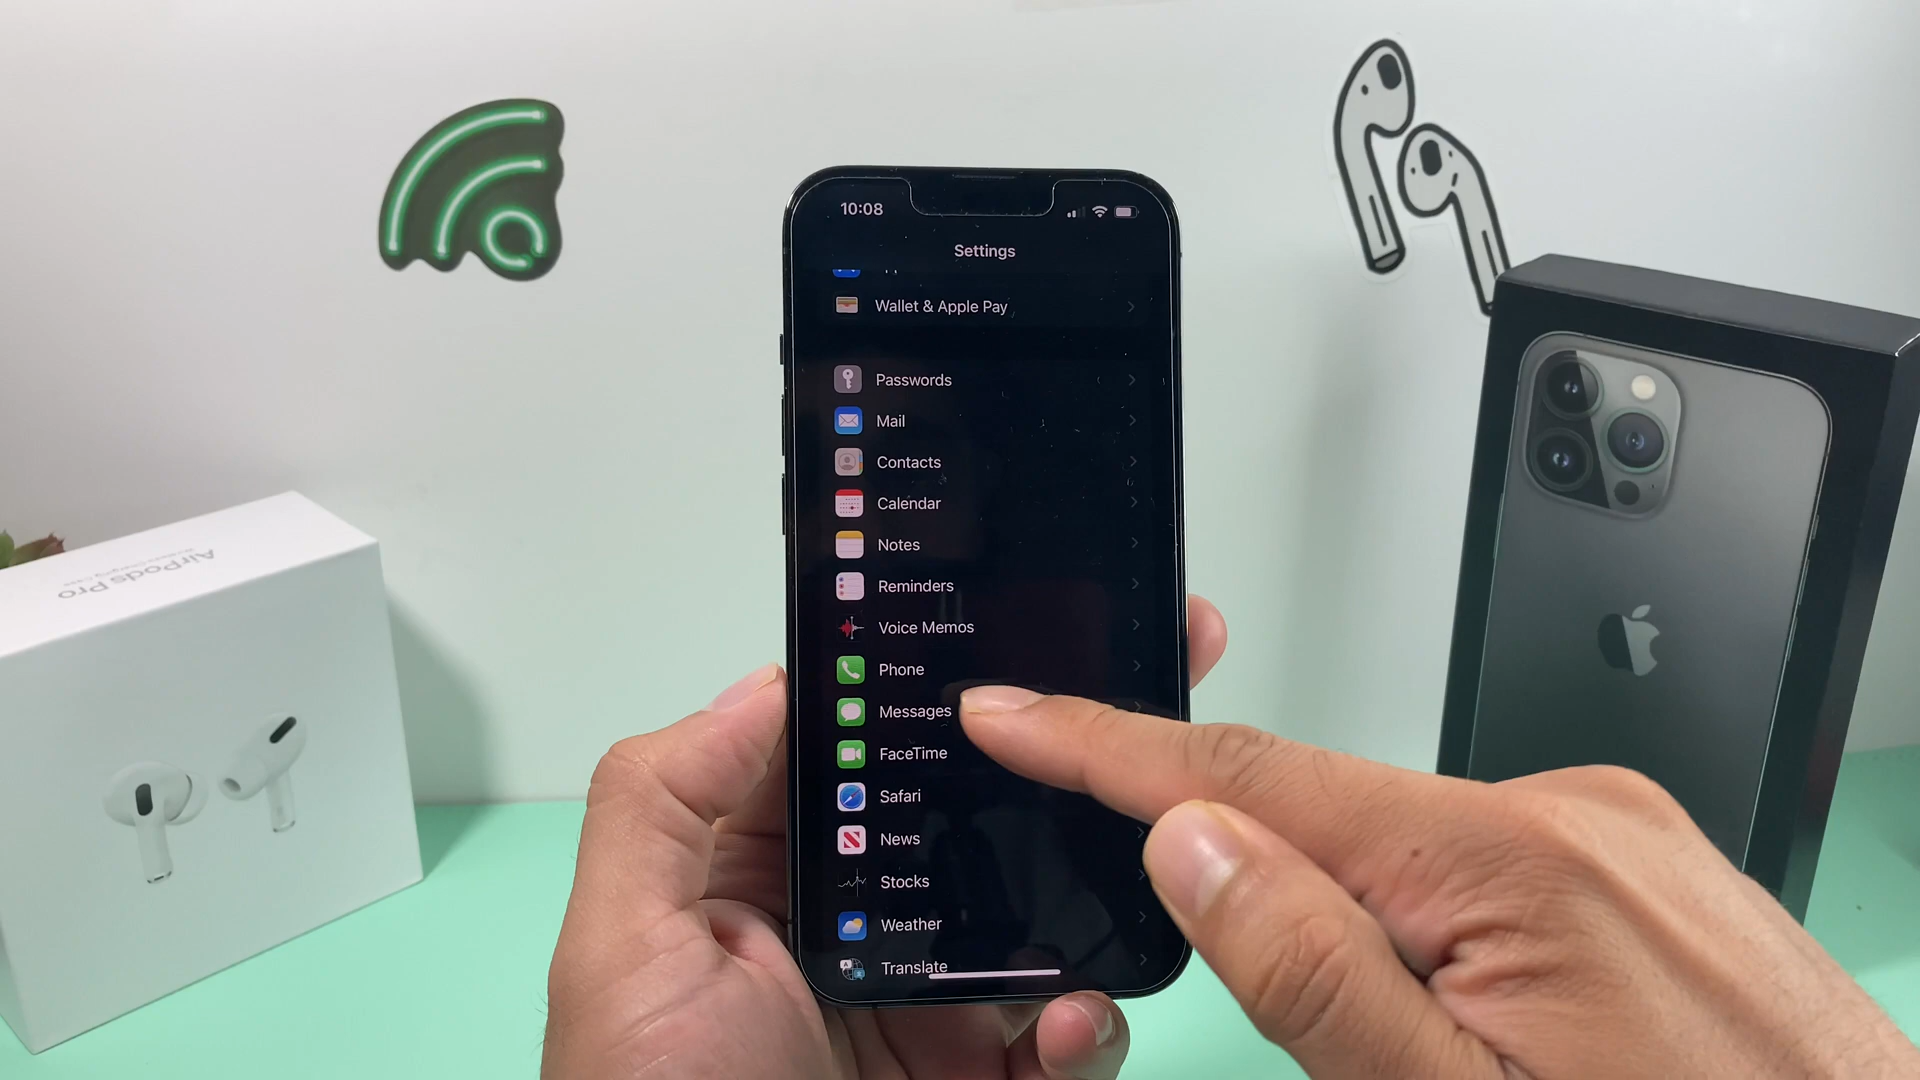 10:08
Settings
Wallet & Apple Pay
Passwords
Mail
Contacts
Calendar
Notes
Reminders
Voice Memos
Phone
Messages
FaceTime
Safari
News
Stocks
Weather
Translate
AirPods Pro